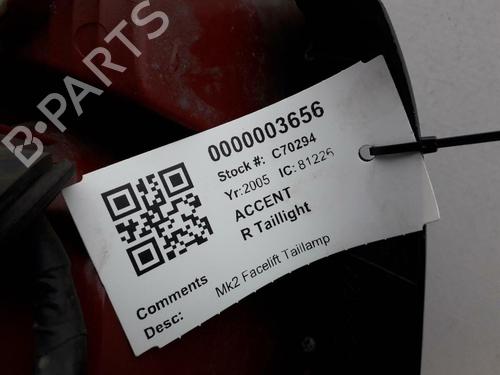 B-PARTS
0000003656
Stock #: C70294
Yr:2005 IC: 81226
ACCENT
R Taillight
Comments
Desc: Mk2 Facelift Taillamp